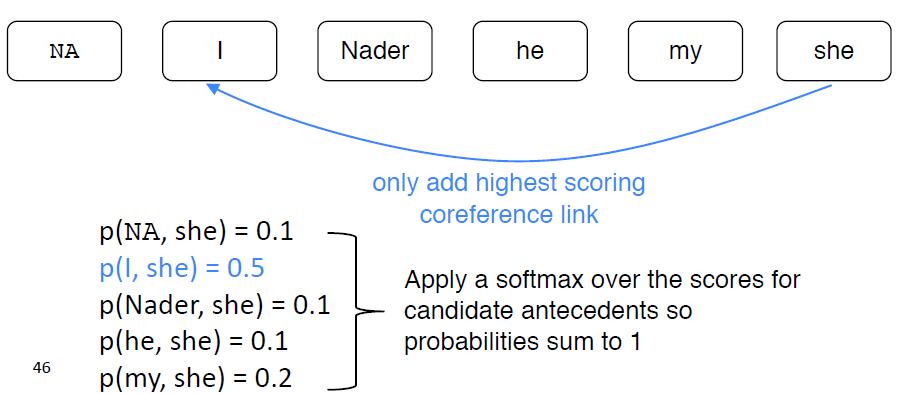 NA I Nader he my she
only add highest scoring
coreference link
p(NA, she) = 0.1
p(I, she) = 0.5
p(Nader, she) = 0.1
p(he, she) = 0.1
p(my, she) = 0.2
Apply a softmax over the scores for
candidate antecedents so
probabilities sum to 1
46